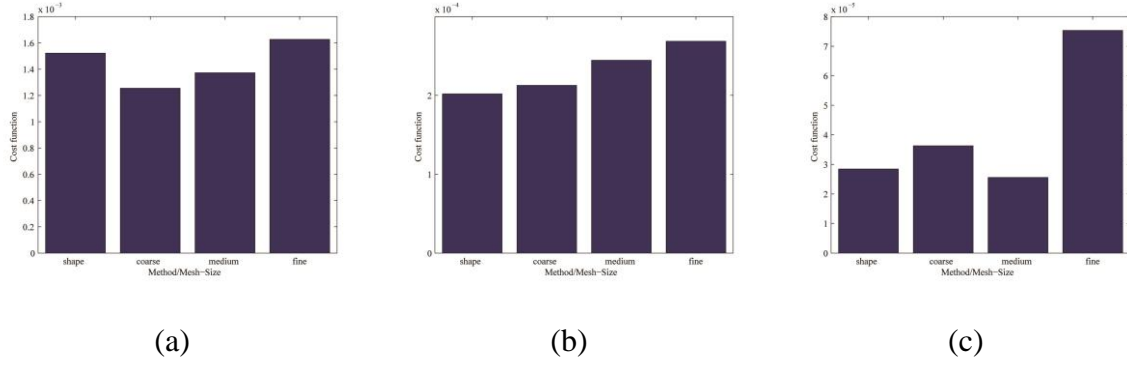 x 10⁻³
1.8
1.6
1.4
1.2
1
0.8
0.6
0.4
0.2
0
Cost function
shape coarse medium fine
Method/Mesh−Size
(a)
x 10⁻⁴
2
1
0
Cost function
shape coarse medium fine
Method/Mesh−Size
(b)
x 10⁻⁵
8
7
6
5
4
3
2
1
0
Cost function
shape coarse medium fine
Method/Mesh−Size
(c)